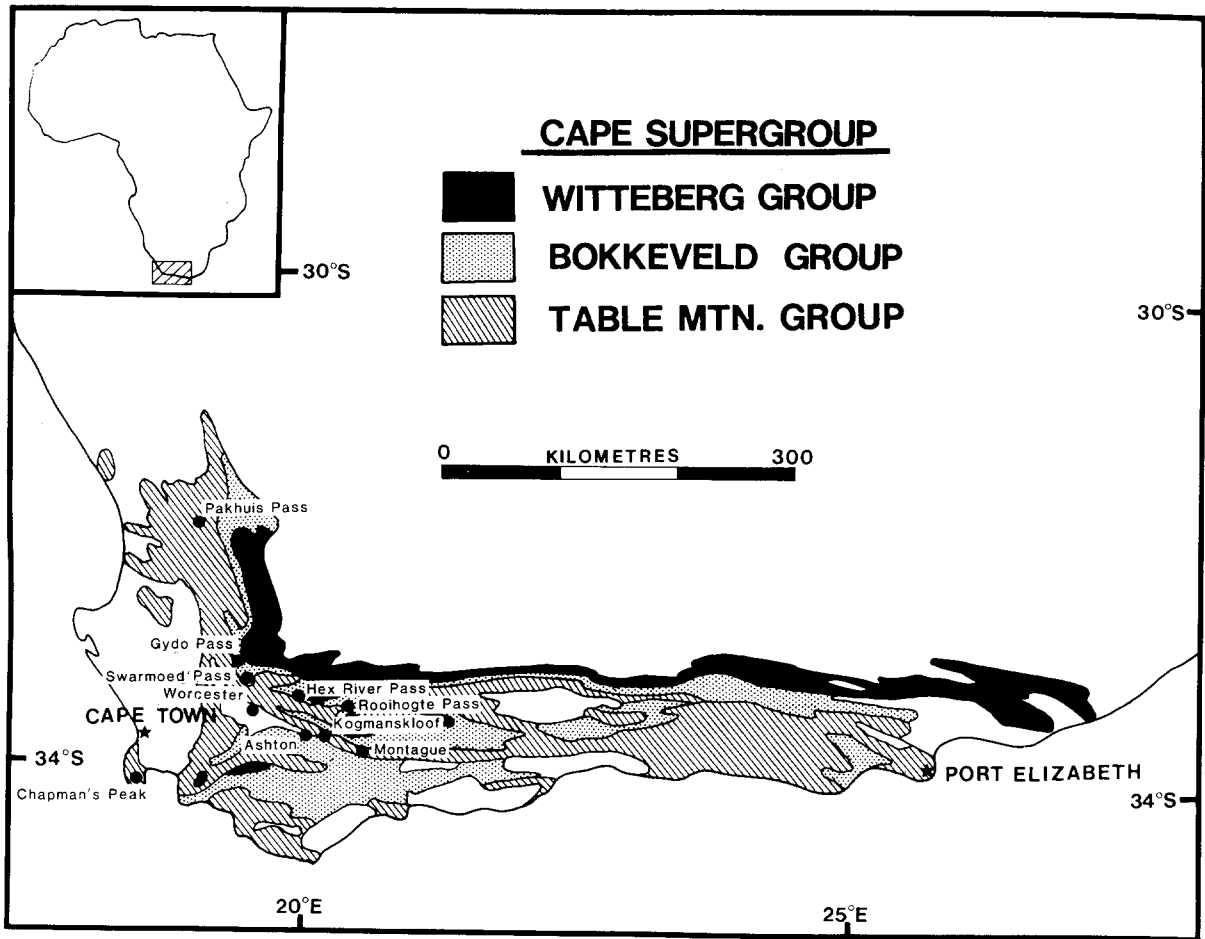 30°S
CAPE SUPERGROUP
WITTEBERG GROUP
BOKKEVELD GROUP
TABLE MTN. GROUP
30°S
0 KILOMETRES 300
Pakhuis Pass
Gydo Pass
Swarmoed Pass
Worcester
Hex River Pass
Rooihogte Pass
CAPE TOWN
Kogmanskloof
Ashton
Montague
34°S
Chapman's Peak
PORT ELIZABETH
34°S
20°E
25°E